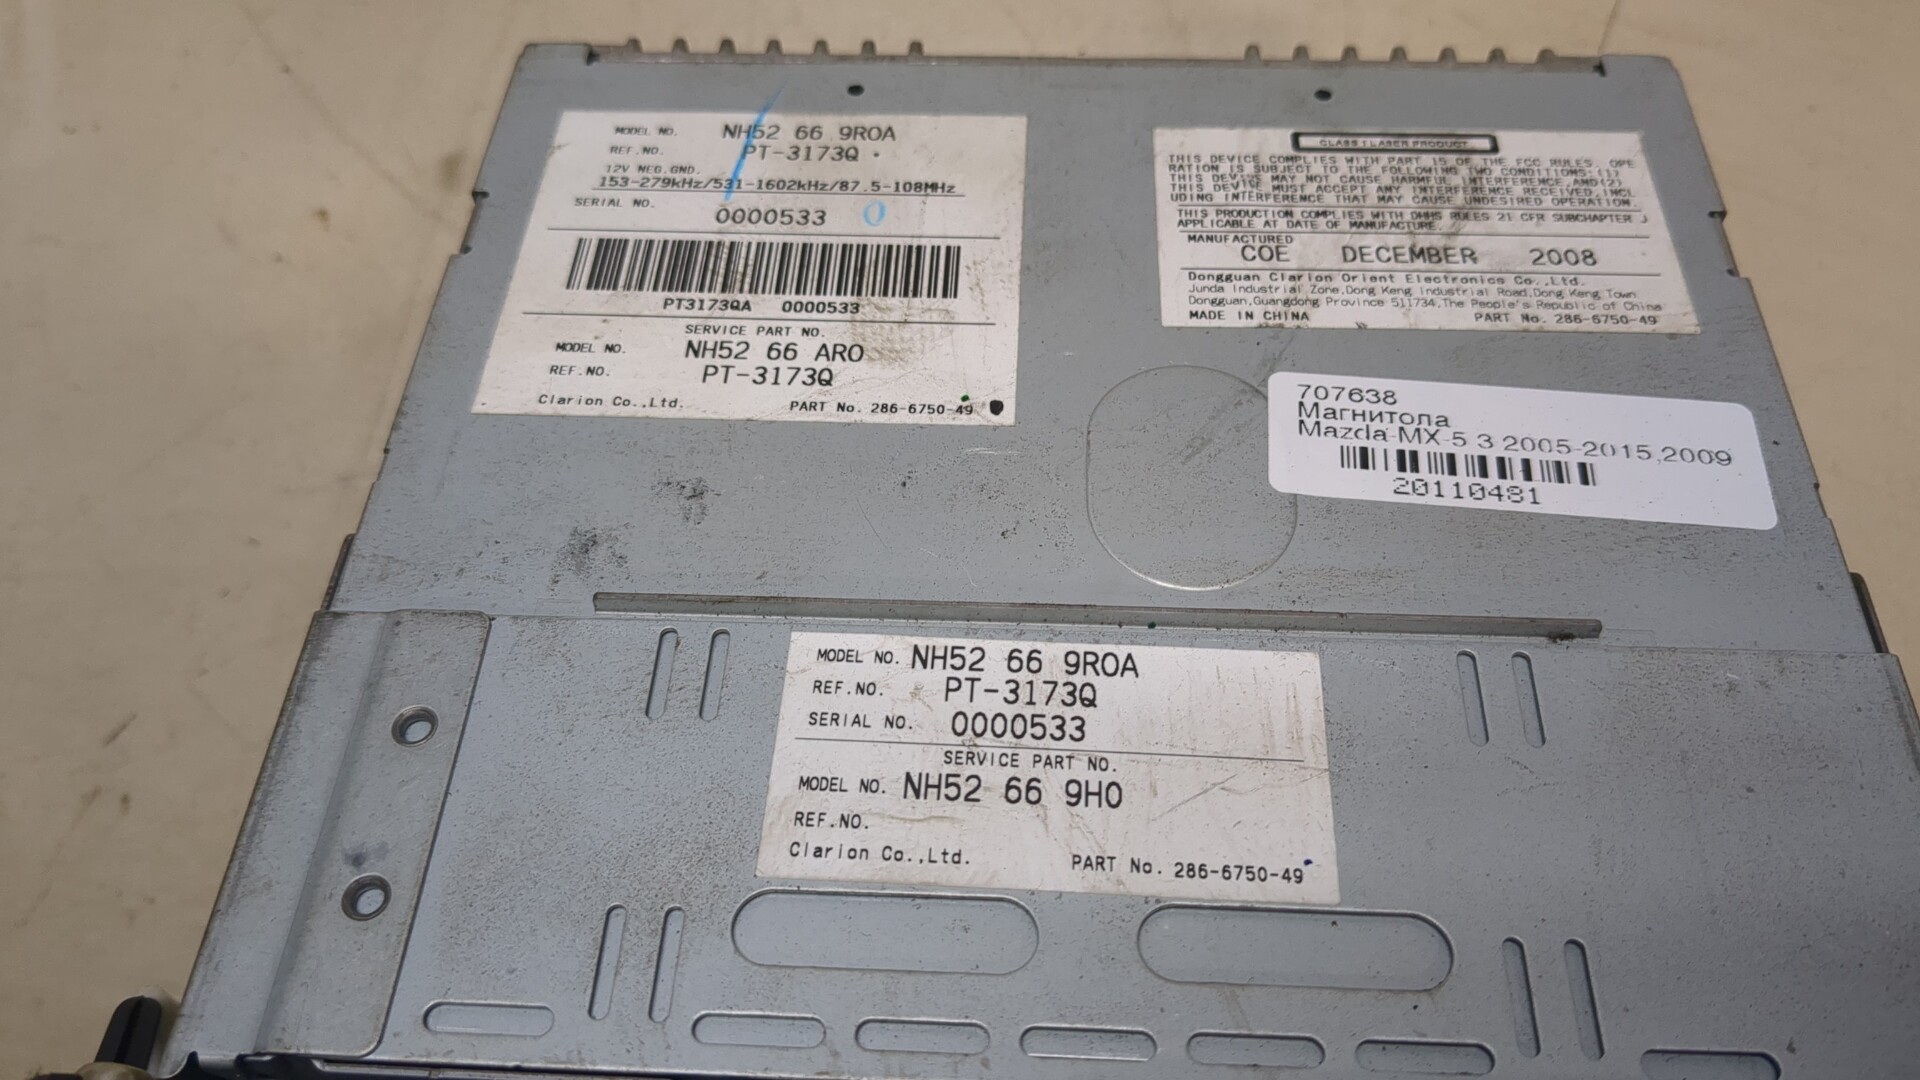 MODEL NO. NH52 66 9R0A
REF.NO. PT-3173Q
12V NEG.GND.
153-279kHz/531-1602kHz/87.5-108MHz
SERIAL NO. 0000533 0
PT3173QA 0000533
SERVICE PART NO.
MODEL NO. NH52 66 AR0
REF.NO. PT-3173Q
Clarion Co.,Ltd. PART No. 286-6750-49
CLASS 1 LASER PRODUCT
THIS DEVICE COMPLIES WITH PART 15 OF THE FCC RULES. OPE
RATION IS SUBJECT TO THE FOLLOWING TWO CONDITIONS:(1)
THIS DEVICE MAY NOT CAUSE HARMFUL INTERFERENCE,AND(2)
THIS DEVICE MUST ACCEPT ANY INTERFERENCE RECEIVED,INCL
UDING INTERFERENCE THAT MAY CAUSE UNDESIRED OPERATION.
THIS PRODUCTION COMPLIES WITH DHHS RULES 21 CFR SUBCHAPTER J
APPLICABLE AT DATE OF MANUFACTURE.
MANUFACTURED
COE DECEMBER 2008
Dongguan Clarion Orient Electronics Co.,Ltd.
Junda Industrial Zone,Dong Keng Industrial Road,Dong Keng Town
Dongguan,Guangdong Province 511734,The People's Republic of China
MADE IN CHINA PART No. 286-6750-49
707638
Магнитола
Mazda MX-5 3 2005-2015,2009
20110481
MODEL NO. NH52 66 9R0A
REF.NO. PT-3173Q
SERIAL NO. 0000533
SERVICE PART NO.
MODEL NO. NH52 66 9H0
REF.NO.
Clarion Co.,Ltd. PART No. 286-6750-49